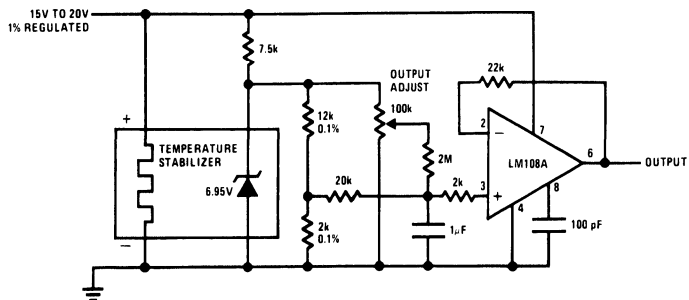 15V TO 20V
1% REGULATED
7.5k
OUTPUT
ADJUST
22k
+
TEMPERATURE
STABILIZER
6.95V
−
12k
0.1%
100k
2M
20k
2k
2k
0.1%
1μF
2
−
7
LM108A
6
OUTPUT
3
+
4
8
100 pF